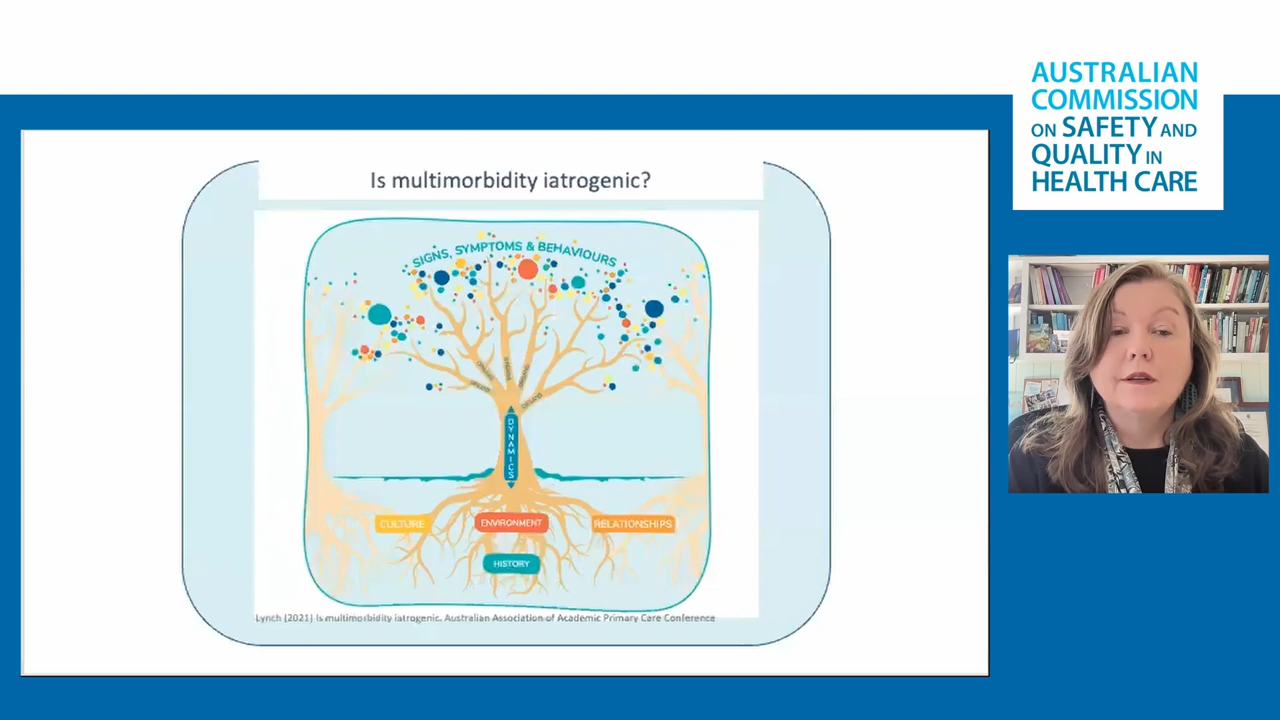 AUSTRALIAN
COMMISSION
ON SAFETY AND
QUALITY IN
HEALTH CARE
Is multimorbidity iatrogenic?
SIGNS, SYMPTOMS & BEHAVIOURS
DYNAMICS
CULTURE
ENVIRONMENT
RELATIONSHIPS
HISTORY
Lynch (2021) Is multimorbidity iatrogenic. Australian Association of Academic Primary Care Conference